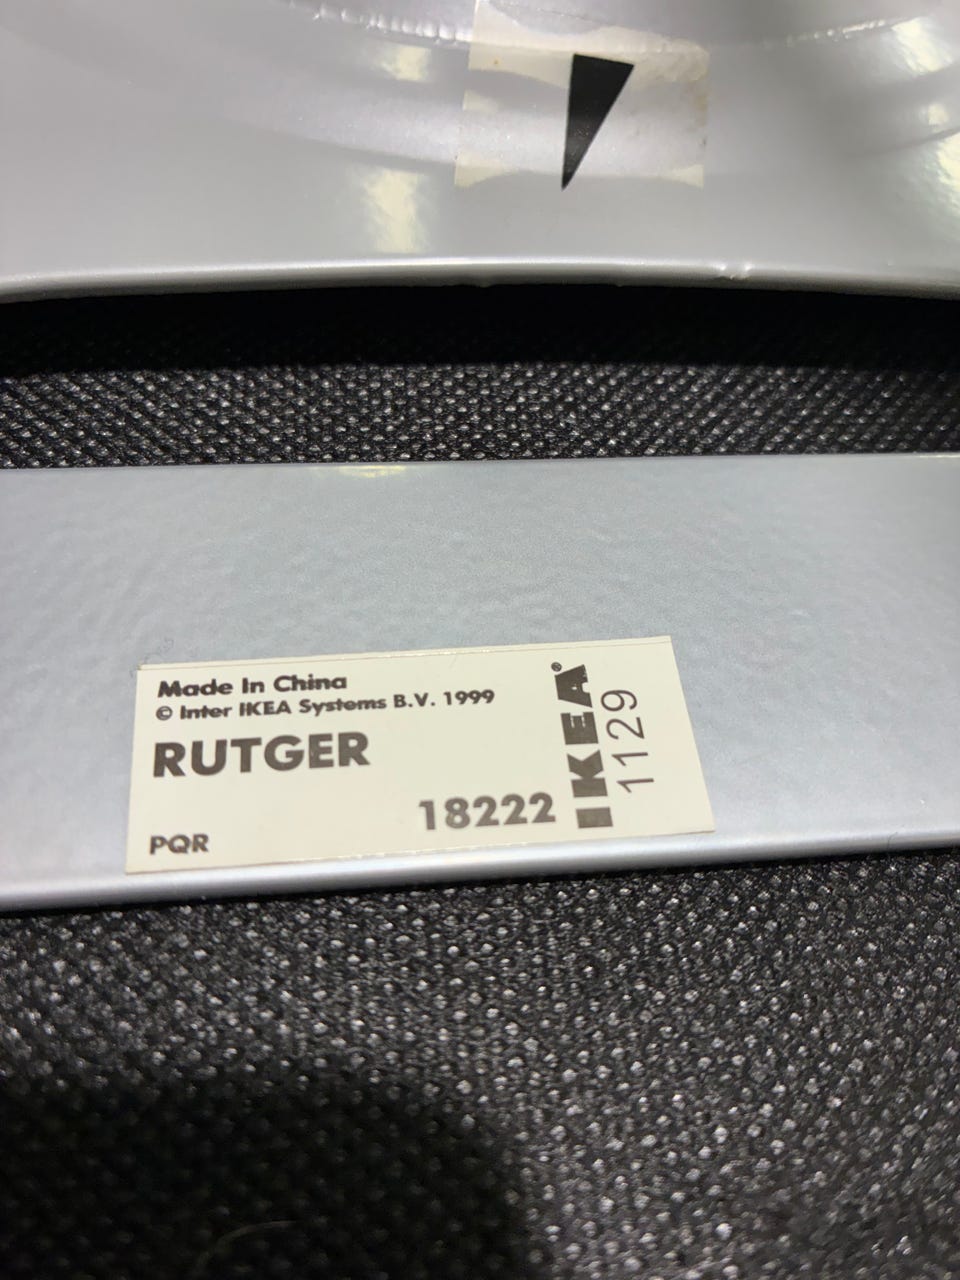 Made In China
© Inter IKEA Systems B.V. 1999
RUTGER
18222
PQR
IKEA®
1129